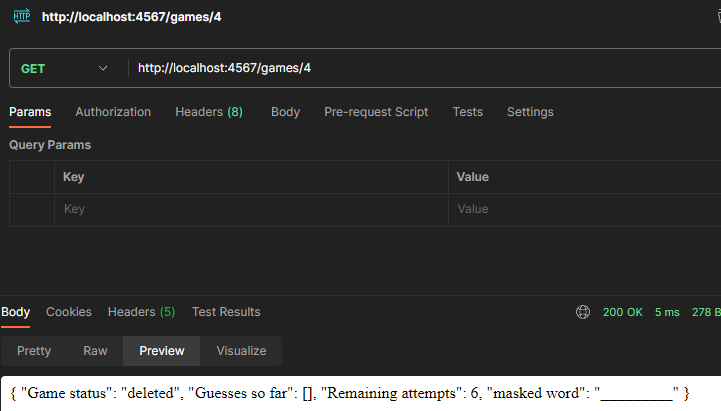 HTTP http://localhost:4567/games/4
GET http://localhost:4567/games/4
Params Authorization Headers (8) Body Pre-request Script Tests Settings
Query Params
Key Value
Key Value
Body Cookies Headers (5) Test Results 200 OK 5 ms 278 B
Pretty Raw Preview Visualize
{ "Game status": "deleted", "Guesses so far": [], "Remaining attempts": 6, "masked word": "_________" }